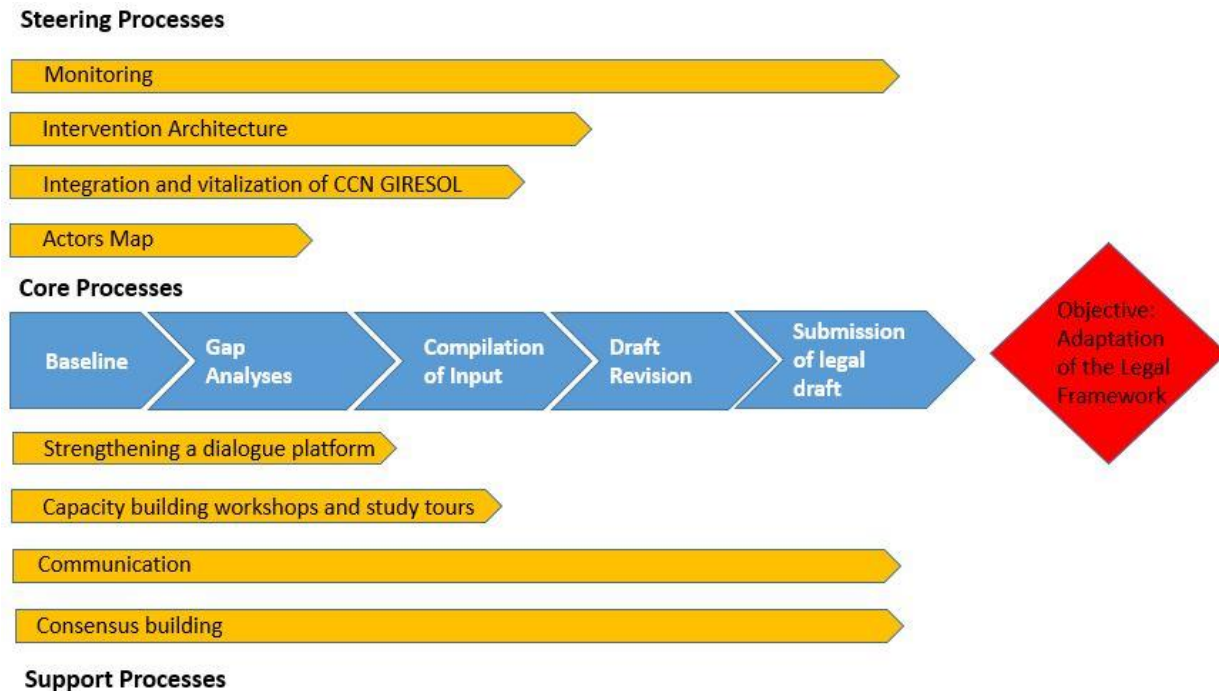 Steering Processes
Monitoring
Intervention Architecture
Integration and vitalization of CCN GIRESOL
Actors Map
Core Processes
Baseline
Gap
Analyses
Compilation
of Input
Draft
Revision
Submission
of legal
draft
Objective:
Adaptation
of the Legal
Framework
Strengthening a dialogue platform
Capacity building workshops and study tours
Communication
Consensus building
Support Processes